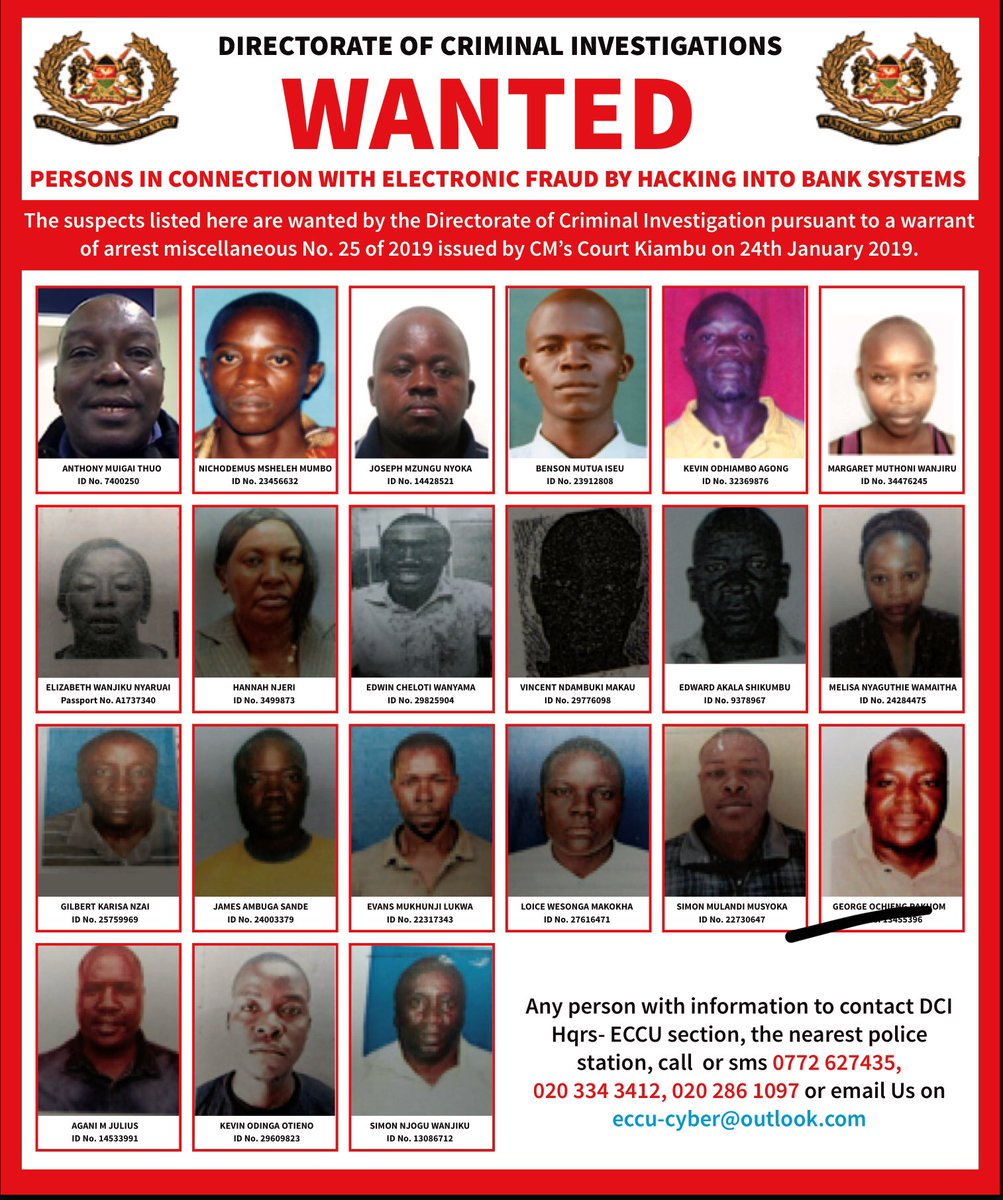 DIRECTORATE OF CRIMINAL INVESTIGATIONS
WANTED
NATIONAL POLICE SERVICE
NATIONAL POLICE SERVICE
PERSONS IN CONNECTION WITH ELECTRONIC FRAUD BY HACKING INTO BANK SYSTEMS
The suspects listed here are wanted by the Directorate of Criminal Investigation pursuant to a warrant
of arrest miscellaneous No. 25 of 2019 issued by CM’s Court Kiambu on 24th January 2019.
ANTHONY MUIGAI THUO
ID No. 7400250
NICHODEMUS MSHELEH MUMBO
ID No. 23456632
JOSEPH MZUNGU NYOKA
ID No. 14428521
BENSON MUTUA ISEU
ID No. 23912808
KEVIN ODHIAMBO AGONG
ID No. 32369876
MARGARET MUTHONI WANJIRU
ID No. 34476245
ELIZABETH WANJIKU NYARUAI
Passport No. A1737340
HANNAH NJERI
ID No. 3499873
EDWIN CHELOTI WANYAMA
ID No. 29825904
VINCENT NDAMBUKI MAKAU
ID No. 29776098
EDWARD AKALA SHIKUMBU
ID No. 9378967
MELISA NYAGUTHIE WAMAITHA
ID No. 24284475
GILBERT KARISA NZAI
ID No. 25759969
JAMES AMBUGA SANDE
ID No. 24003379
EVANS MUKHUNJI LUKWA
ID No. 22317343
LOICE WESONGA MAKOKHA
ID No. 27616471
SIMON MULANDI MUSYOKA
ID No. 22730647
GEORGE OCHIENG
AGANI M JULIUS
ID No. 14533991
KEVIN ODINGA OTIENO
ID No. 29609823
SIMON NJOGU WANJIKU
ID No. 13086712
Any person with information to contact DCI
Hqrs- ECCU section, the nearest police
station, call or sms 0772 627435,
020 334 3412, 020 286 1097 or email Us on
eccu-cyber@outlook.com